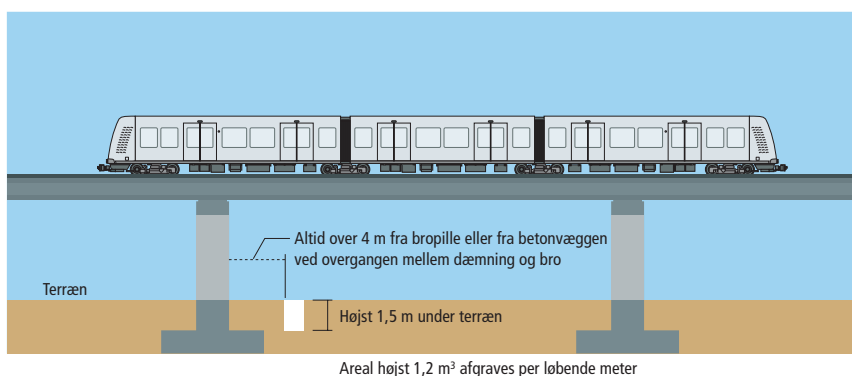 Altid over 4 m fra bropille eller fra betonvæggen
ved overgangen mellem dæmning og bro
Terræn
Højst 1,5 m under terræn
Areal højst 1,2 m³ afgraves per løbende meter